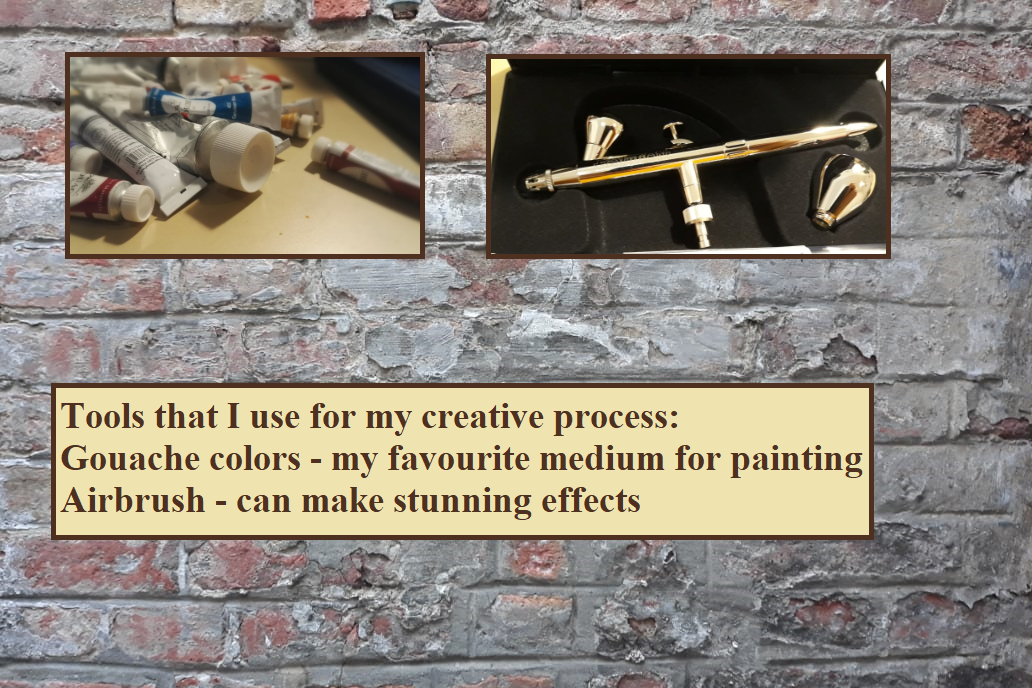 Tools that I use for my creative process:
Gouache colors - my favourite medium for painting
Airbrush - can make stunning effects